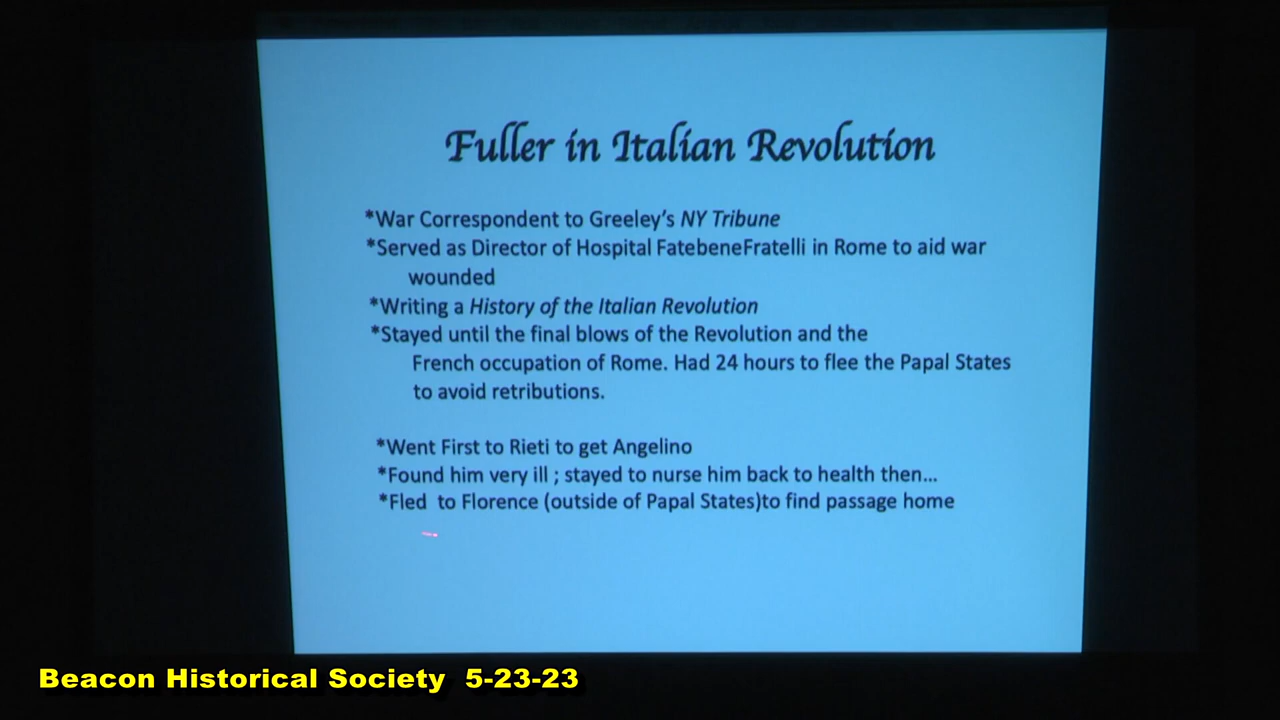 Fuller in Italian Revolution
*War Correspondent to Greeley's NY Tribune
*Served as Director of Hospital FatebeneFratelli in Rome to aid war
wounded
*Writing a History of the Italian Revolution
*Stayed until the final blows of the Revolution and the
French occupation of Rome. Had 24 hours to flee the Papal States
to avoid retributions.
*Went First to Rieti to get Angelino
*Found him very ill ; stayed to nurse him back to health then...
*Fled  to Florence (outside of Papal States)to find passage home
Beacon Historical Society  5-23-23